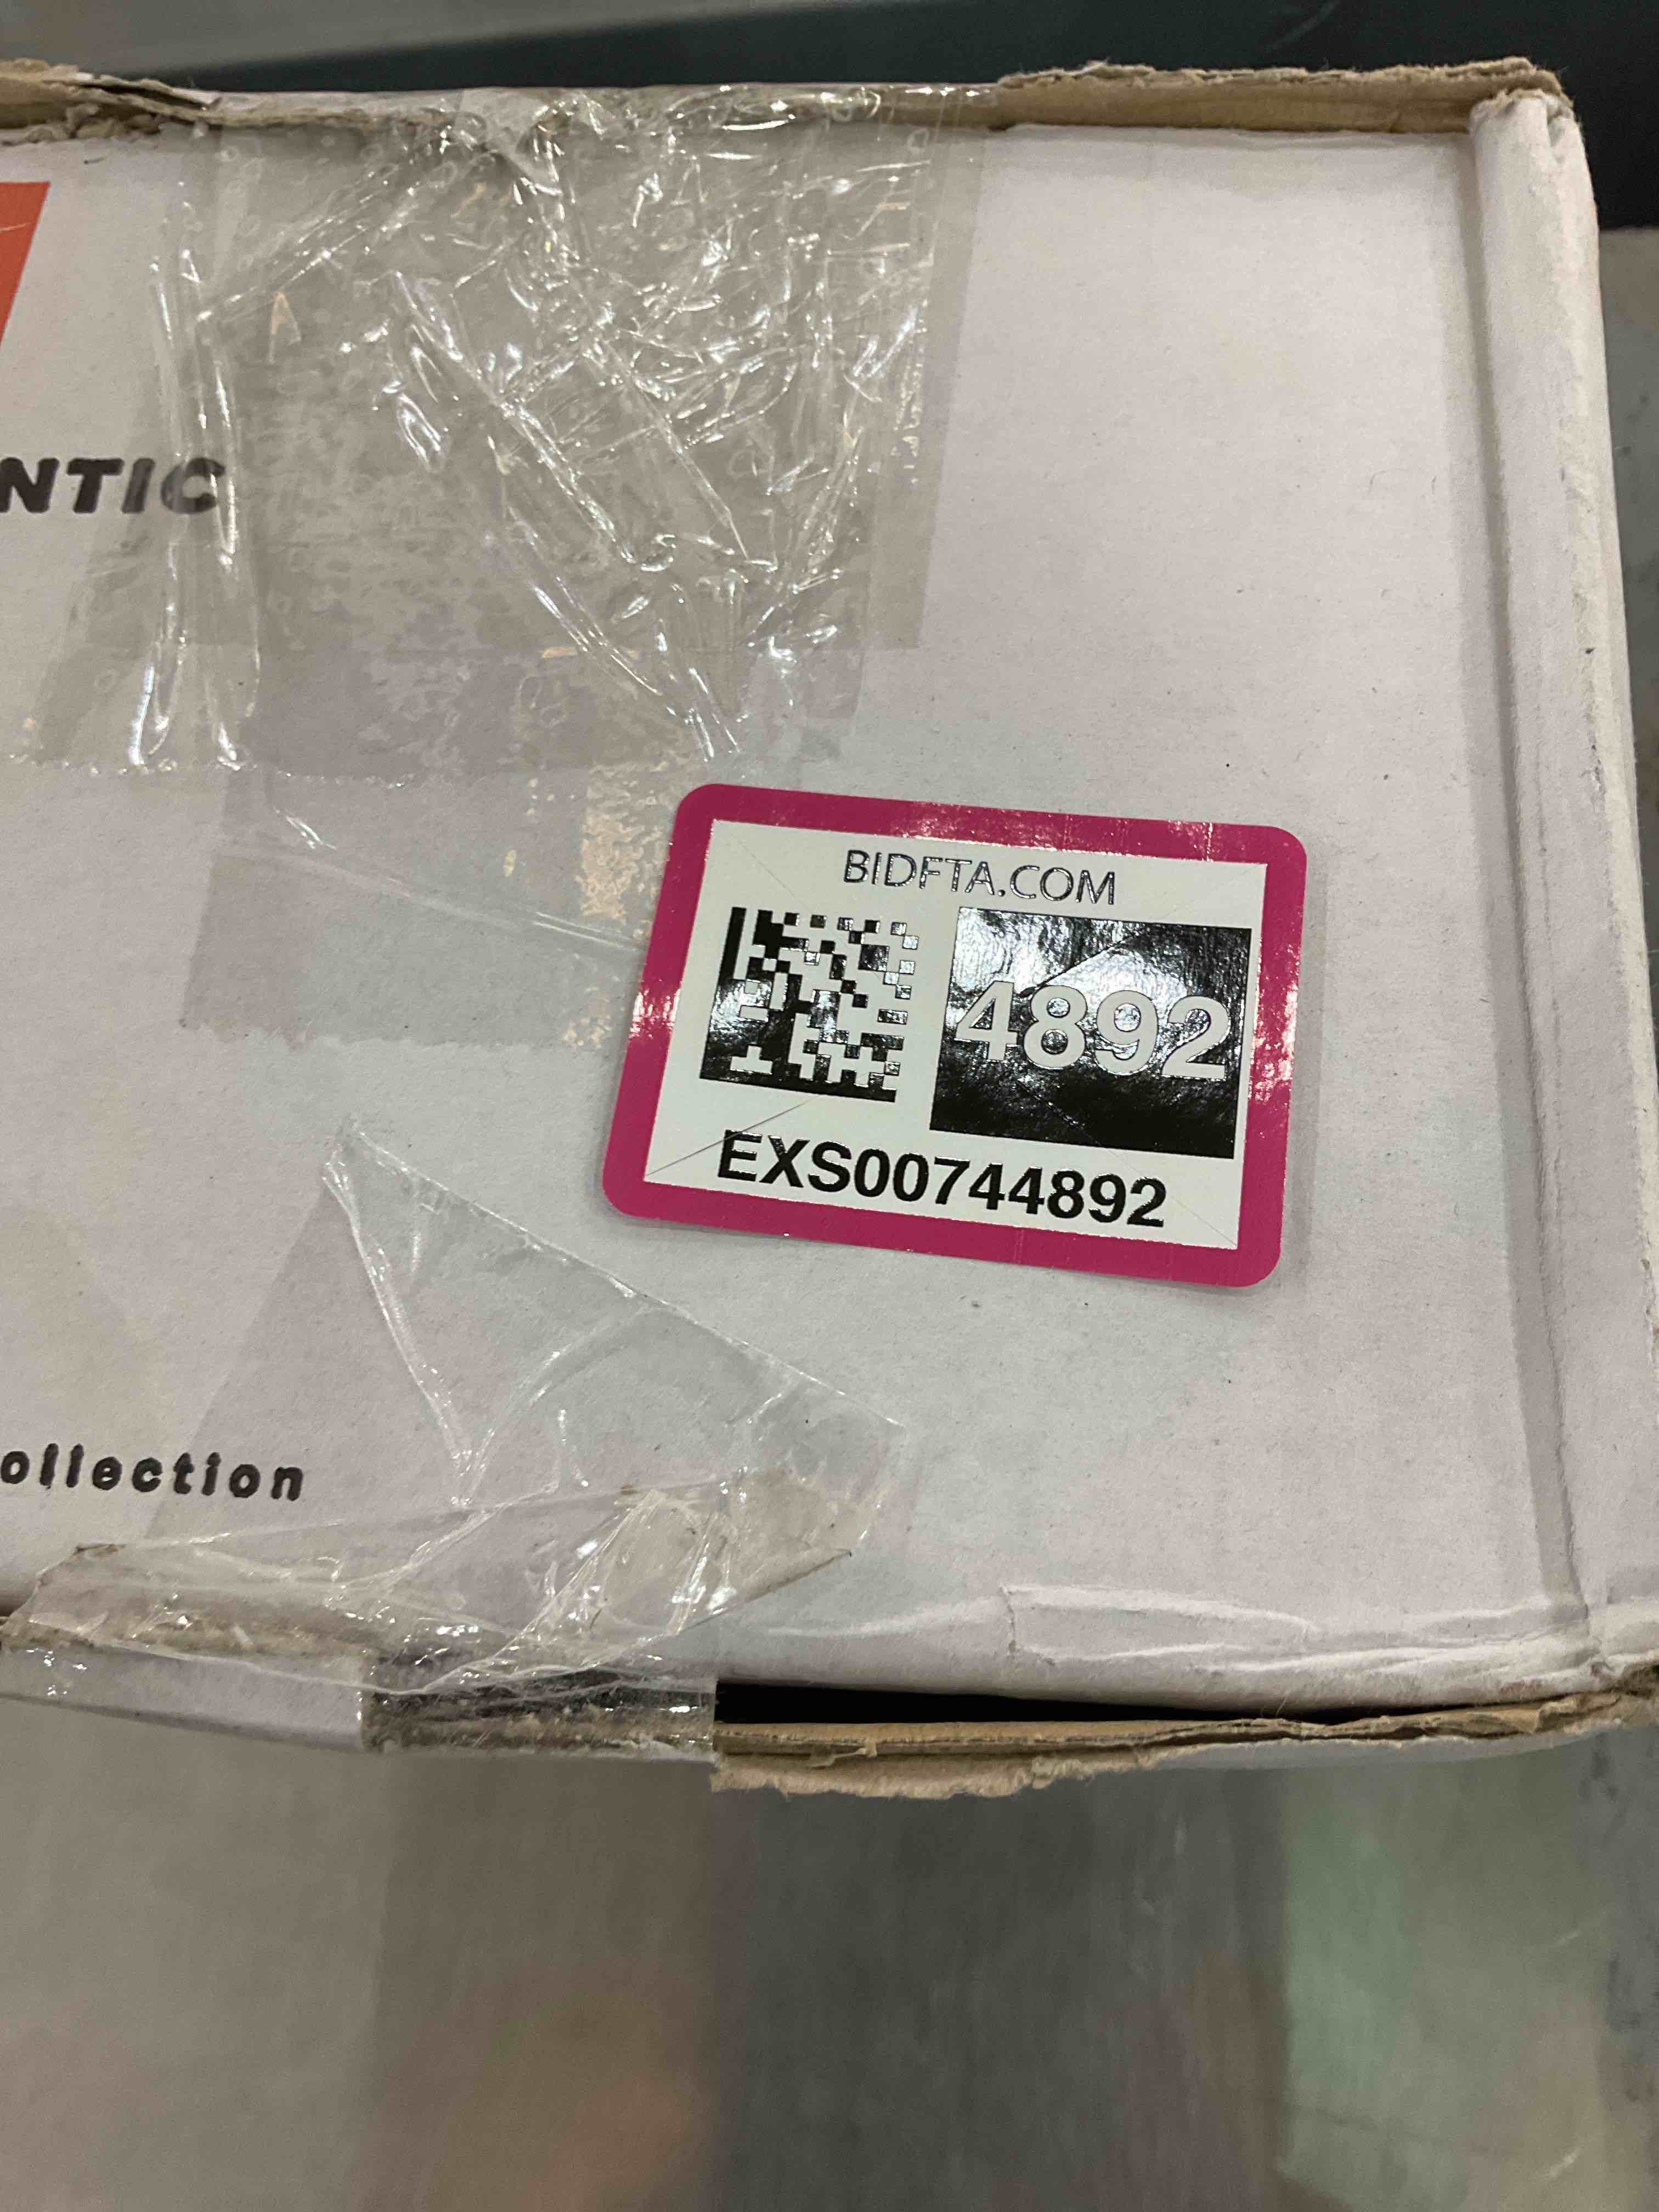 NTIC
BIDFTA.COM
4892
EXS00744892
ollection